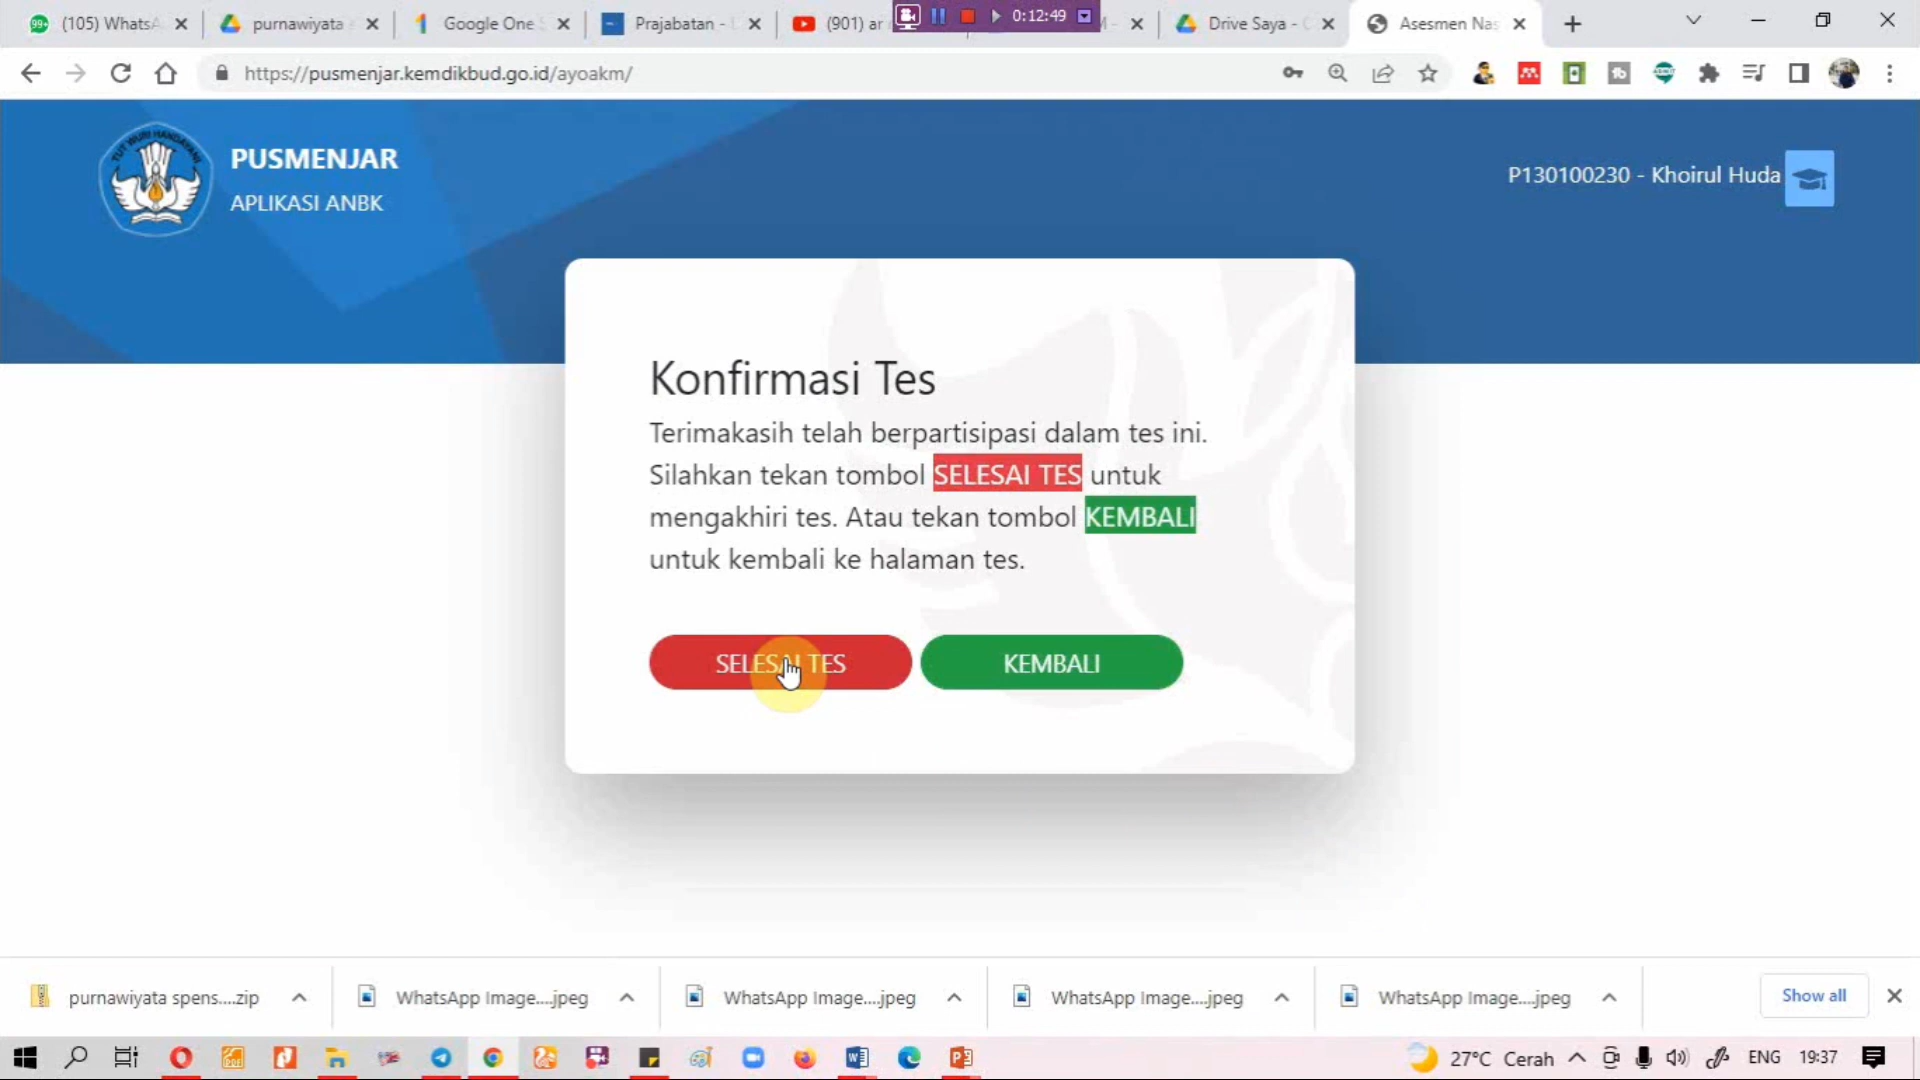 (105) WhatsA
purnawiyata
Google One
Prajabatan -
(901) ar
0:12:49
Drive Saya -
Asesmen Nas
https://pusmenjar.kemdikbud.go.id/ayoakm/
TUT WURI HANDAYANI
PUSMENJAR
APLIKASI ANBK
P130100230 - Khoirul Huda
Konfirmasi Tes
Terimakasih telah berpartisipasi dalam tes ini.
Silahkan tekan tombol SELESAI TES untuk
mengakhiri tes. Atau tekan tombol KEMBALI
untuk kembali ke halaman tes.
SELESAI TES
KEMBALI
purnawiyata spens....zip
WhatsApp Image....jpeg
WhatsApp Image....jpeg
WhatsApp Image....jpeg
WhatsApp Image....jpeg
Show all
27°C Cerah
ENG
19:37